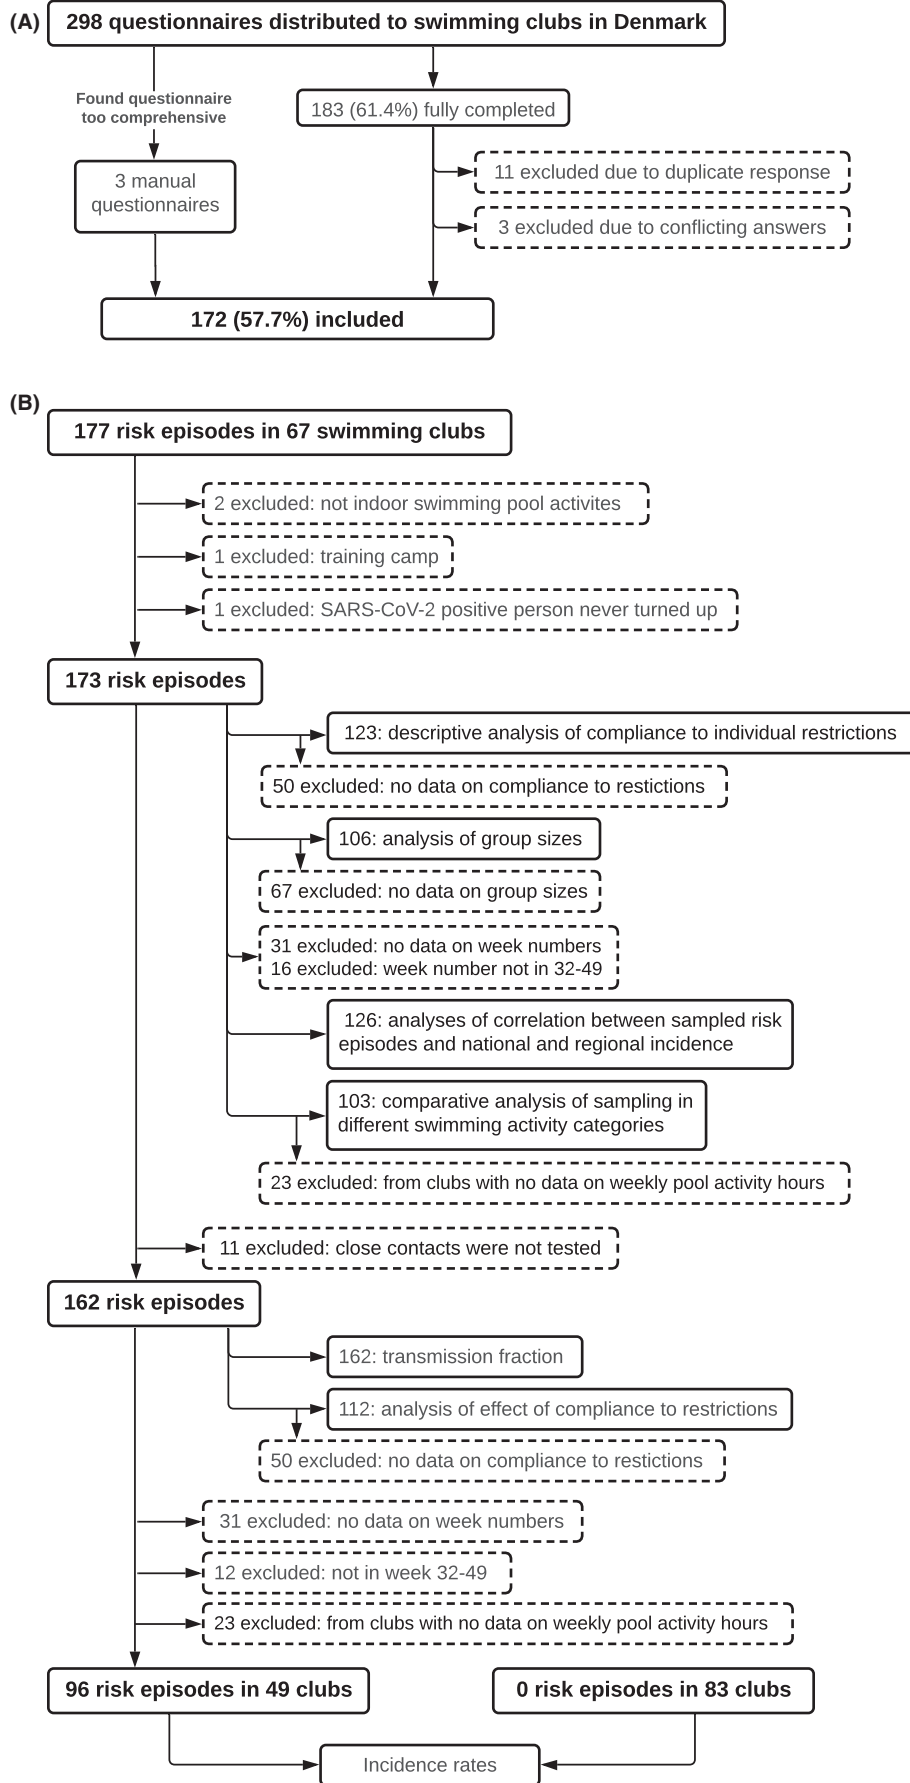 (A)
298 questionnaires distributed to swimming clubs in Denmark
Found questionnaire
too comprehensive
183 (61.4%) fully completed
3 manual
questionnaires
11 excluded due to duplicate response
3 excluded due to conflicting answers
172 (57.7%) included
(B)
177 risk episodes in 67 swimming clubs
2 excluded: not indoor swimming pool activites
1 excluded: training camp
1 excluded: SARS-CoV-2 positive person never turned up
173 risk episodes
123: descriptive analysis of compliance to individual restrictions
50 excluded: no data on compliance to restictions
106: analysis of group sizes
67 excluded: no data on group sizes
31 excluded: no data on week numbers
16 excluded: week number not in 32-49
126: analyses of correlation between sampled risk
episodes and national and regional incidence
103: comparative analysis of sampling in
different swimming activity categories
23 excluded: from clubs with no data on weekly pool activity hours
11 excluded: close contacts were not tested
162 risk episodes
162: transmission fraction
112: analysis of effect of compliance to restrictions
50 excluded: no data on compliance to restictions
31 excluded: no data on week numbers
12 excluded: not in week 32-49
23 excluded: from clubs with no data on weekly pool activity hours
96 risk episodes in 49 clubs
0 risk episodes in 83 clubs
Incidence rates